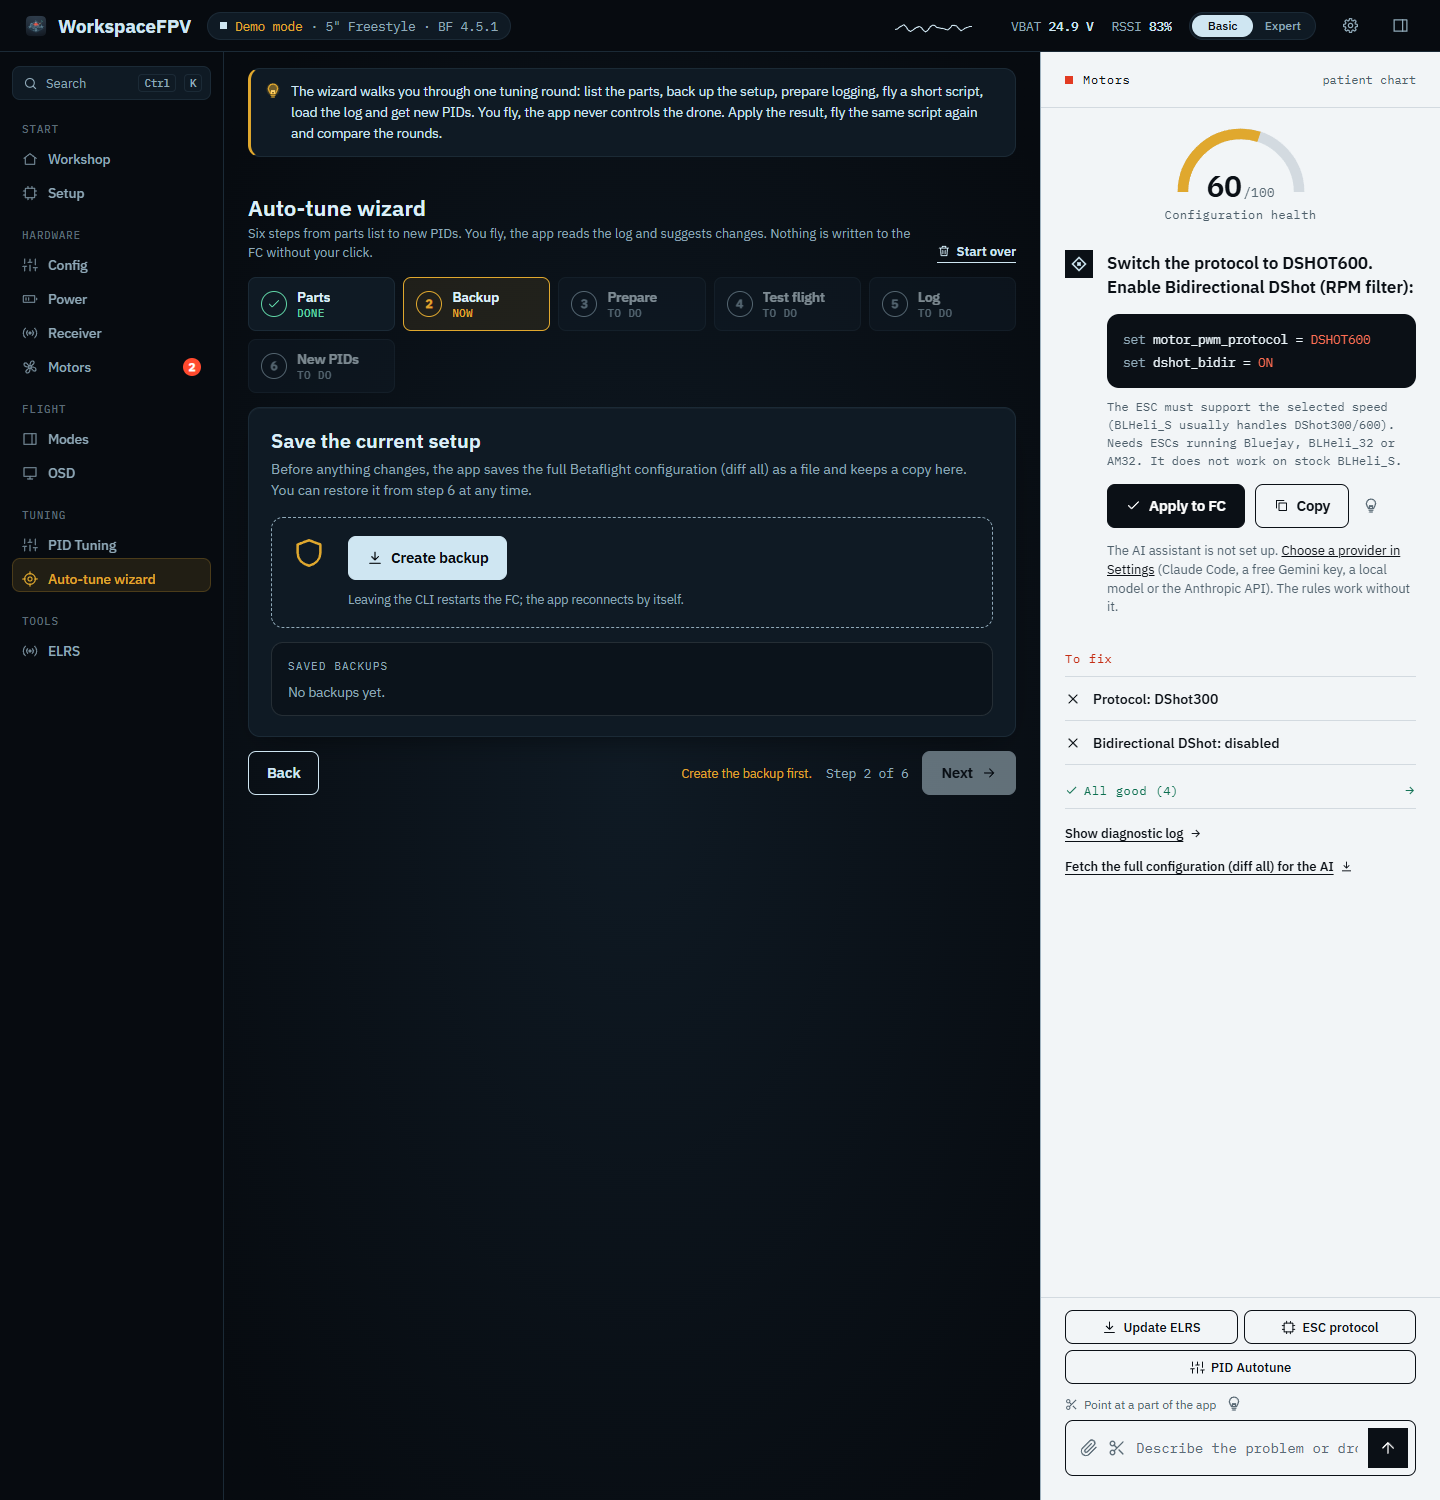 WorkspaceFPV
Demo mode · 5" Freestyle · BF 4.5.1
VBAT 24.9 V RSSI 83%
Basic Expert
Search Ctrl K
START
Workshop
Setup
HARDWARE
Config
Power
Receiver
Motors 2
FLIGHT
Modes
OSD
TUNING
PID Tuning
Auto-tune wizard
TOOLS
ELRS
The wizard walks you through one tuning round: list the parts, back up the setup, prepare logging, fly a short script,
load the log and get new PIDs. You fly, the app never controls the drone. Apply the result, fly the same script again
and compare the rounds.
Auto-tune wizard
Six steps from parts list to new PIDs. You fly, the app reads the log and suggests changes. Nothing is written to the
FC without your click.
Start over
Parts
DONE
2 Backup
NOW
3 Prepare
TO DO
4 Test flight
TO DO
5 Log
TO DO
6 New PIDs
TO DO
Save the current setup
Before anything changes, the app saves the full Betaflight configuration (diff all) as a file and keeps a copy here.
You can restore it from step 6 at any time.
Create backup
Leaving the CLI restarts the FC; the app reconnects by itself.
SAVED BACKUPS
No backups yet.
Back
Create the backup first. Step 2 of 6 Next
Motors patient chart
60/100
Configuration health
Switch the protocol to DSHOT600.
Enable Bidirectional DShot (RPM filter):
set motor_pwm_protocol = DSHOT600
set dshot_bidir = ON
The ESC must support the selected speed
(BLHeli_S usually handles DShot300/600).
Needs ESCs running Bluejay, BLHeli_32 or
AM32. It does not work on stock BLHeli_S.
Apply to FC Copy
The AI assistant is not set up. Choose a provider in
Settings (Claude Code, a free Gemini key, a local
model or the Anthropic API). The rules work without
it.
To fix
Protocol: DShot300
Bidirectional DShot: disabled
All good (4)
Show diagnostic log
Fetch the full configuration (diff all) for the AI
Update ELRS ESC protocol
PID Autotune
Point at a part of the app
Describe the problem or dro